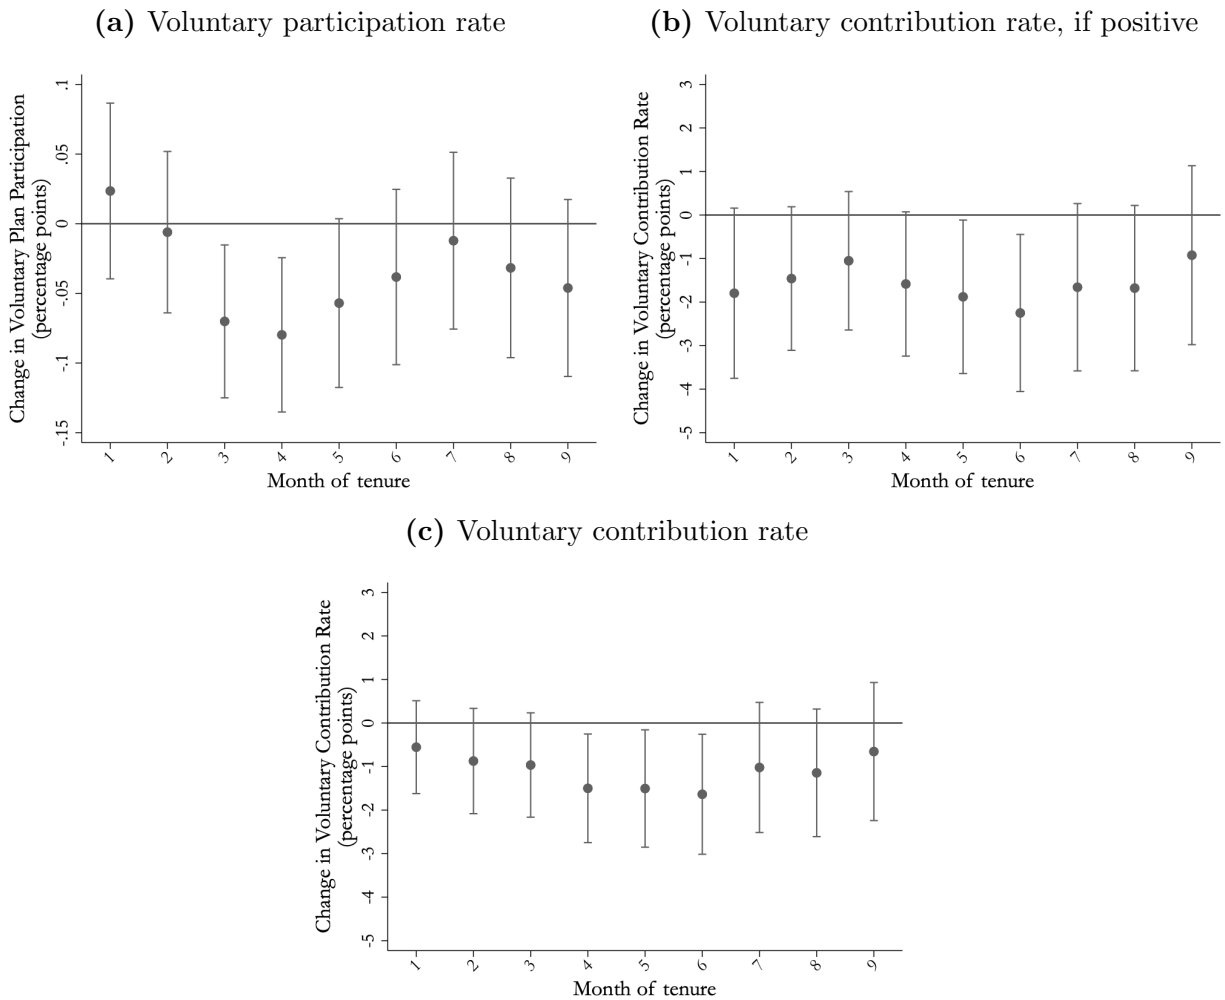 (a) Voluntary participation rate
Change in Voluntary Plan Participation
(percentage points)
.1
.05
0
-.05
-.1
-.15
1 2 3 4 5 6 7 8 9
Month of tenure
(b) Voluntary contribution rate, if positive
Change in Voluntary Contribution Rate
(percentage points)
3
2
1
0
-1
-2
-3
-4
-5
1 2 3 4 5 6 7 8 9
Month of tenure
(c) Voluntary contribution rate
Change in Voluntary Contribution Rate
(percentage points)
3
2
1
0
-1
-2
-3
-4
-5
1 2 3 4 5 6 7 8 9
Month of tenure